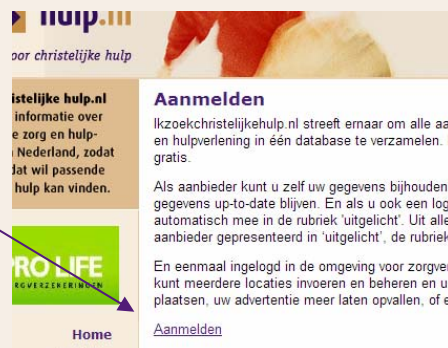 hulp.nl
oor christelijke hulp
istelijke hulp.nl
informatie over
e zorg en hulp-
Nederland, zodat
dat wil passende
hulp kan vinden.
PRO LIFE
ORGVERZEKERINGEN
Home
Aanmelden
Ikzoekchristelijkehulp.nl streeft ernaar om alle aa
en hulpverlening in één database te verzamelen.
gratis.
Als aanbieder kunt u zelf uw gegevens bijhouden
gegevens up-to-date blijven. En als u ook een log
automatisch mee in de rubriek 'uitgelicht'. Uit alle
aanbieder gepresenteerd in 'uitgelicht', de rubriek
En eenmaal ingelogd in de omgeving voor zorgve
kunt meerdere locaties invoeren en beheren en u
plaatsen, uw advertentie meer laten opvallen, of e
Aanmelden